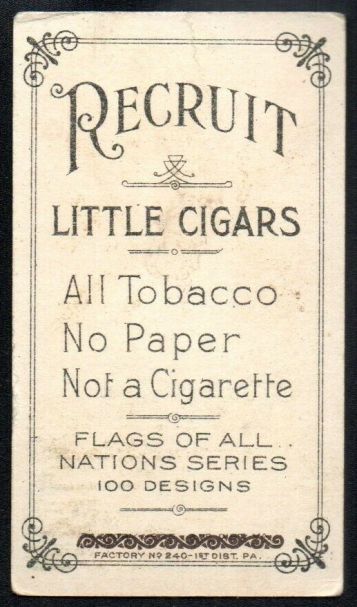 RECRUIT
LITTLE CIGARS
All Tobacco
No Paper
Not a Cigarette
FLAGS OF ALL..
NATIONS SERIES
100 DESIGNS
FACTORY No 240-1ST DIST. PA.